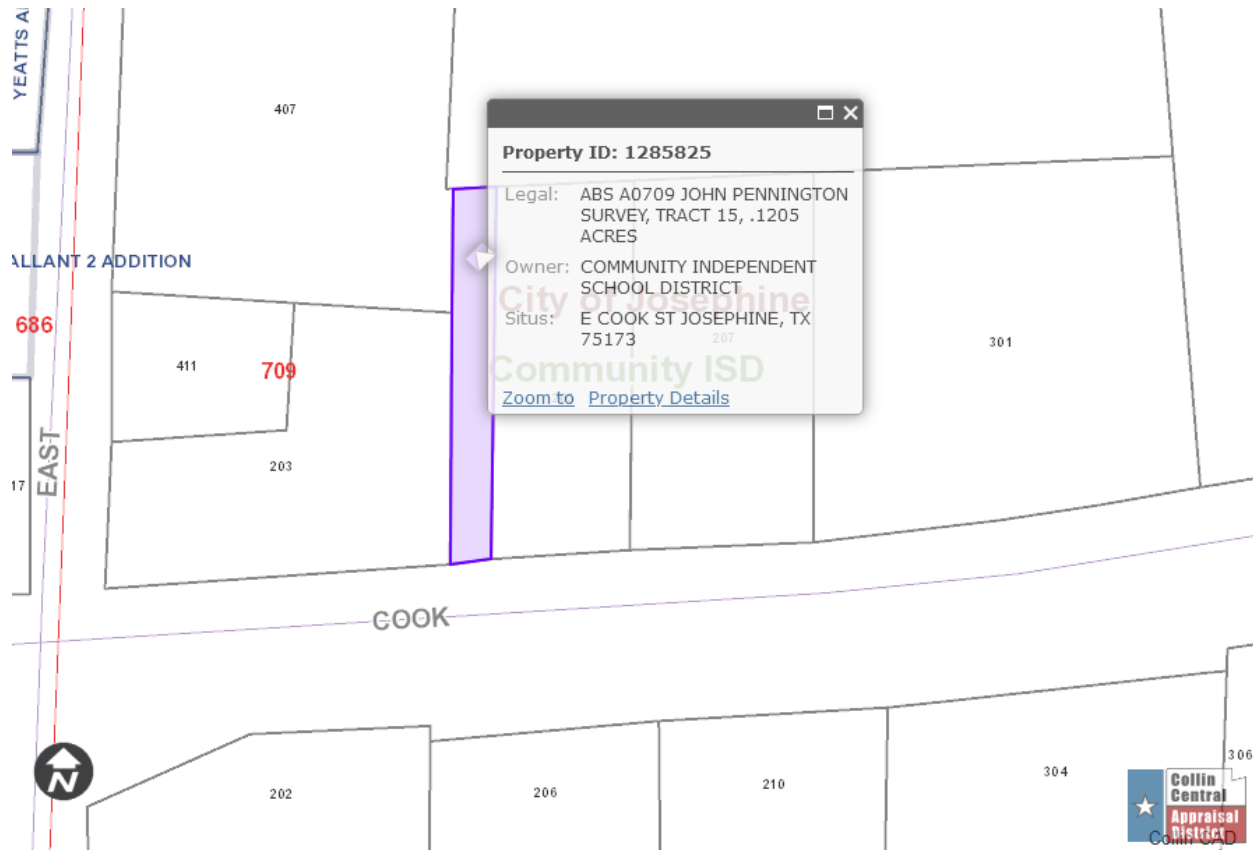 YEATTS A
407
Property ID: 1285825
Legal: ABS A0709 JOHN PENNINGTON
SURVEY, TRACT 15, .1205
ACRES
ALLANT 2 ADDITION
Owner: COMMUNITY INDEPENDENT
SCHOOL DISTRICT
City of Josephine
Situs: E COOK ST JOSEPHINE, TX
75173
686
207
301
411
709
Community ISD
Zoom to Property Details
EAST
203
17
COOK
N
202
206
210
304
306
Collin
Central
Appraisal
District
Collin CAD